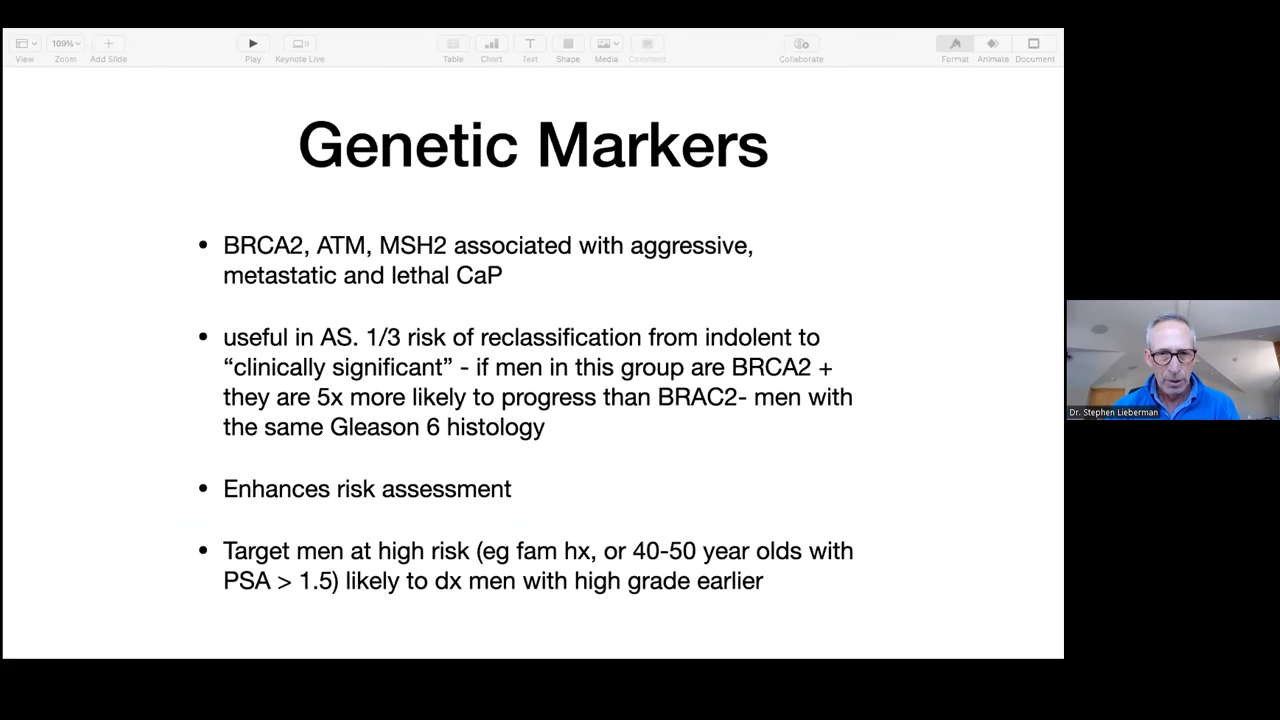 View
109%
Zoom
Add Slide
Play
Keynote Live
Table
Chart
Text
Shape
Media
Comment
Collaborate
Format
Animate
Document
Genetic Markers
• BRCA2, ATM, MSH2 associated with aggressive,
metastatic and lethal CaP
• useful in AS. 1/3 risk of reclassification from indolent to
“clinically significant” - if men in this group are BRCA2 +
they are 5x more likely to progress than BRAC2- men with
the same Gleason 6 histology
• Enhances risk assessment
• Target men at high risk (eg fam hx, or 40-50 year olds with
PSA > 1.5) likely to dx men with high grade earlier
Dr. Stephen Lieberman